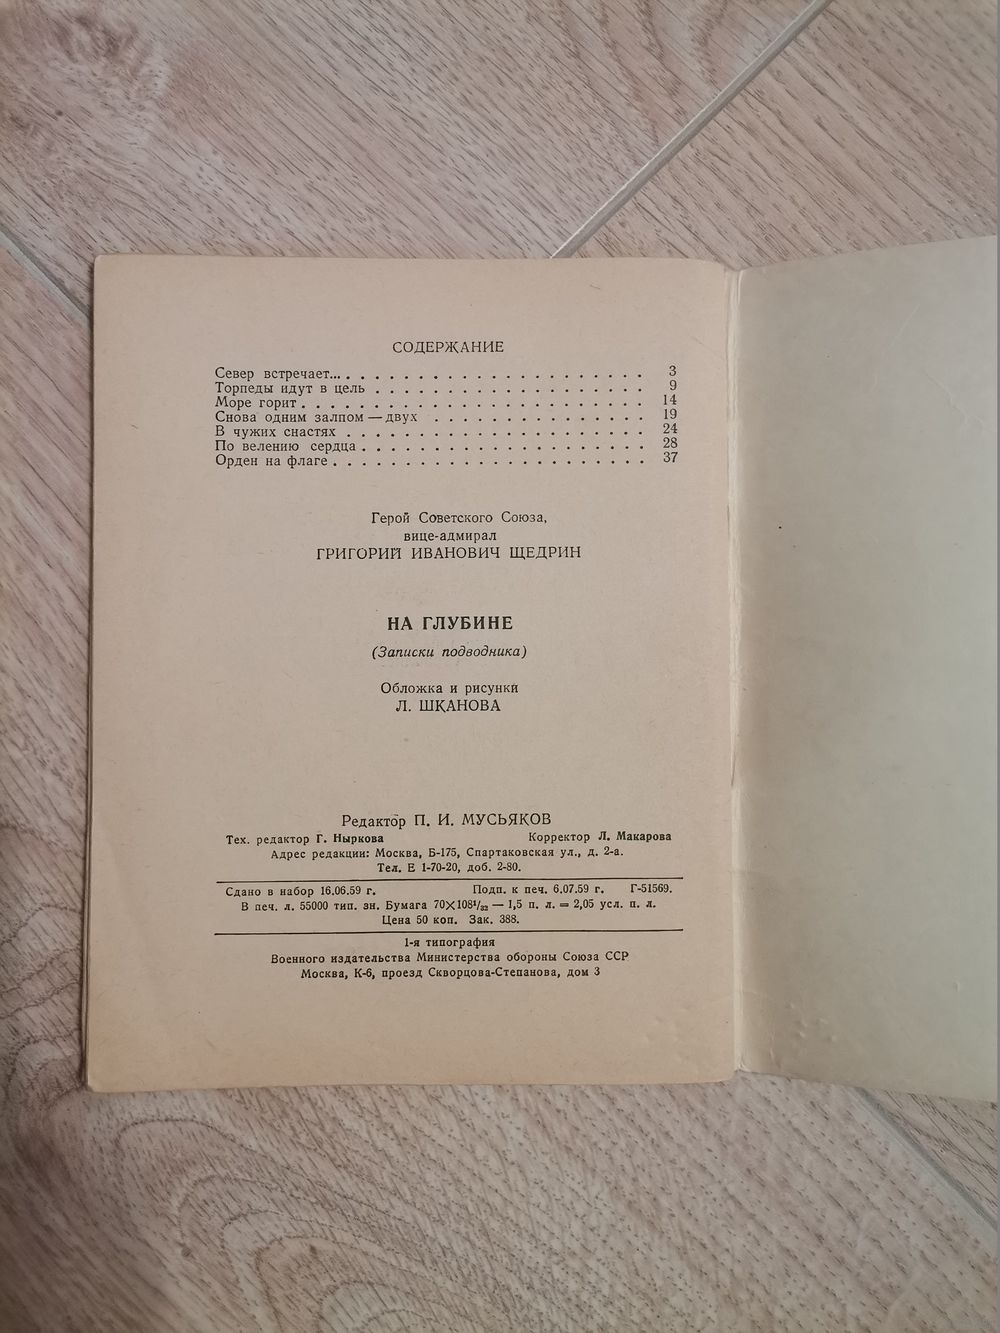 СОДЕРЖАНИЕ
Север встречает... . . . . . . . . . . . . . . . . . . . . . 3
Торпеды идут в цель . . . . . . . . . . . . . . . . . . . 9
Море горит . . . . . . . . . . . . . . . . . . . . . . . . 14
Снова одним залпом — двух . . . . . . . . . . . . . . . 19
В чужих снастях . . . . . . . . . . . . . . . . . . . . . 24
По велению сердца . . . . . . . . . . . . . . . . . . . . 28
Орден на флаге . . . . . . . . . . . . . . . . . . . . . . 37
Герой Советского Союза,
вице-адмирал
ГРИГОРИЙ ИВАНОВИЧ ЩЕДРИН
НА ГЛУБИНЕ
(Записки подводника)
Обложка и рисунки
Л. ШКАНОВА
Редактор П. И. МУСЬЯКОВ
Тех. редактор Г. Ныркова Корректор Л. Макарова
Адрес редакции: Москва, Б-175, Спартаковская ул., д. 2-а.
Тел. Е 1-70-20, доб. 2-80.
Сдано в набор 16.06.59 г. Подп. к печ. 6.07.59 г. Г-51569.
В печ. л. 55000 тип. зн. Бумага 70×108¹/₃₂ — 1,5 п. л. = 2,05 усл. п. л.
Цена 50 коп. Зак. 388.
1-я типография
Военного издательства Министерства обороны Союза ССР
Москва, К-6, проезд Скворцова-Степанова, дом 3